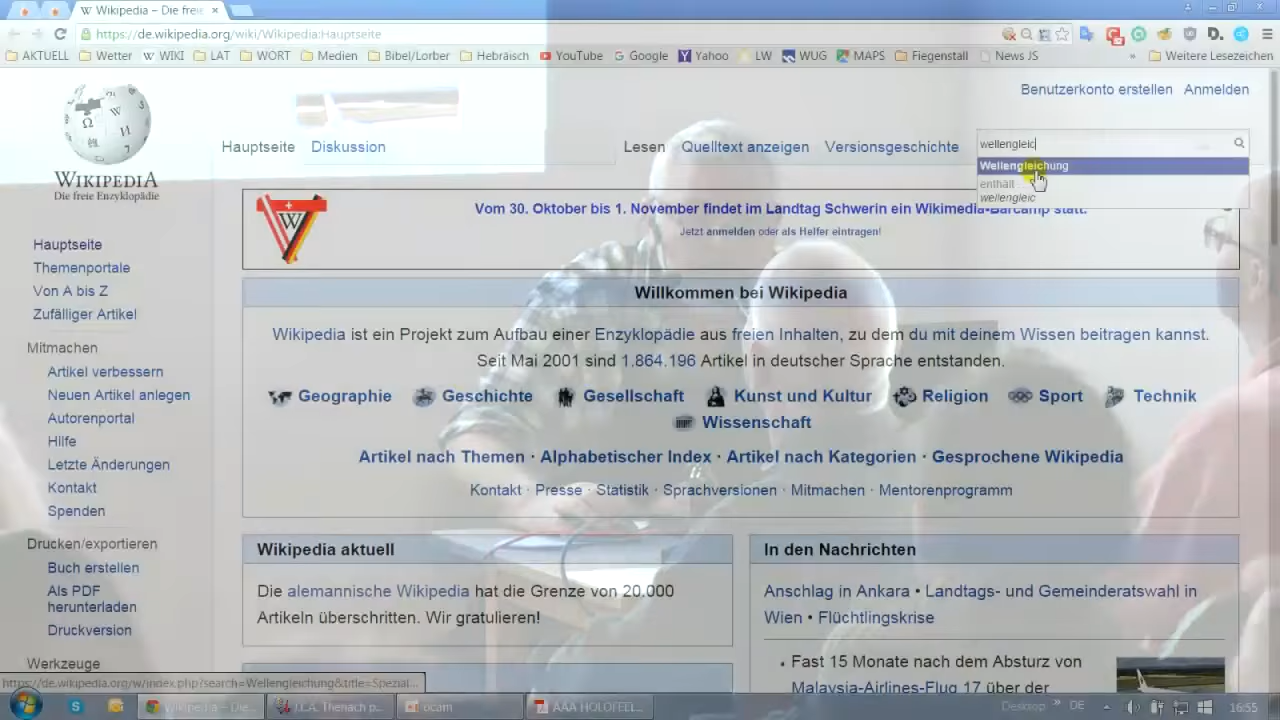 Wikipedia – Die freie
https://de.wikipedia.org/wiki/Wikipedia:Hauptseite
AKTUELL Wetter WIKI LAT WORT Medien Bibel/Lorber Hebräisch YouTube Google Yahoo LW WUG MAPS Fiegenstall News JS » Weitere Lesezeichen
Benutzerkonto erstellen Anmelden
Hauptseite Diskussion Lesen Quelltext anzeigen Versionsgeschichte wellengleic
Wellengleichung
enthält ...
wellengleic
WIKIPEDIA
Die freie Enzyklopädie
Vom 30. Oktober bis 1. November findet im Landtag Schwerin ein Wikimedia-Barcamp statt.
Jetzt anmelden oder als Helfer eintragen!
Hauptseite
Themenportale
Von A bis Z
Zufälliger Artikel
Mitmachen
Artikel verbessern
Neuen Artikel anlegen
Autorenportal
Hilfe
Letzte Änderungen
Kontakt
Spenden
Drucken/exportieren
Buch erstellen
Als PDF
herunterladen
Druckversion
Werkzeuge
Willkommen bei Wikipedia
Wikipedia ist ein Projekt zum Aufbau einer Enzyklopädie aus freien Inhalten, zu dem du mit deinem Wissen beitragen kannst.
Seit Mai 2001 sind 1.864.196 Artikel in deutscher Sprache entstanden.
Geographie Geschichte Gesellschaft Kunst und Kultur Religion Sport Technik
Wissenschaft
Artikel nach Themen · Alphabetischer Index · Artikel nach Kategorien · Gesprochene Wikipedia
Kontakt · Presse · Statistik · Sprachversionen · Mitmachen · Mentorenprogramm
Wikipedia aktuell
Die alemannische Wikipedia hat die Grenze von 20.000
Artikeln überschritten. Wir gratulieren!
In den Nachrichten
Anschlag in Ankara • Landtags- und Gemeinderatswahl in
Wien • Flüchtlingskrise
Fast 15 Monate nach dem Absturz von
Malaysia-Airlines-Flug 17 über der
https://de.wikipedia.org/w/index.php?search=Wellengleichung&title=Spezial...
Wikipedia – Die... J.C.A. Thenach p... ocam AAA HOLOFEEL... Desktop » DE 16:55